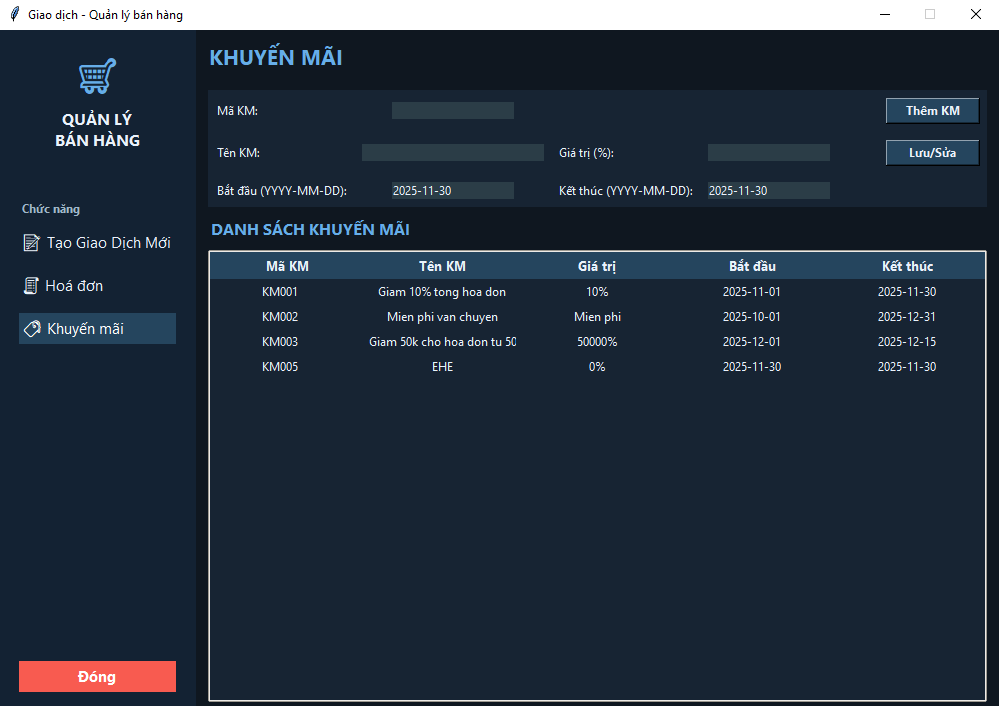 Giao dịch - Quản lý bán hàng
QUẢN LÝ
BÁN HÀNG
Chức năng
Tạo Giao Dịch Mới
Hoá đơn
Khuyến mãi
Đóng
KHUYẾN MÃI
Mã KM:
Thêm KM
Tên KM:
Giá trị (%):
Lưu/Sửa
Bắt đầu (YYYY-MM-DD): 2025-11-30
Kết thúc (YYYY-MM-DD): 2025-11-30
DANH SÁCH KHUYẾN MÃI
Mã KM Tên KM Giá trị Bắt đầu Kết thúc
KM001 Giam 10% tong hoa don 10% 2025-11-01 2025-11-30
KM002 Mien phi van chuyen Mien phi 2025-10-01 2025-12-31
KM003 Giam 50k cho hoa don tu 50 50000% 2025-12-01 2025-12-15
KM005 EHE 0% 2025-11-30 2025-11-30